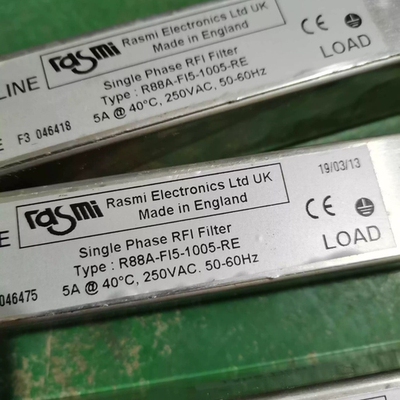 LINE
rasmi
Rasmi Electronics Ltd UK
Made in England
Single Phase RFI Filter
Type : R88A-FI5-1005-RE
5A @ 40°C, 250VAC, 50-60Hz
F3 046418
CE
LOAD
rasmi
Rasmi Electronics Ltd UK
Made in England
Single Phase RFI Filter
Type : R88A-FI5-1005-RE
5A @ 40°C, 250VAC. 50-60Hz
046475
19/03/13
CE
LOAD